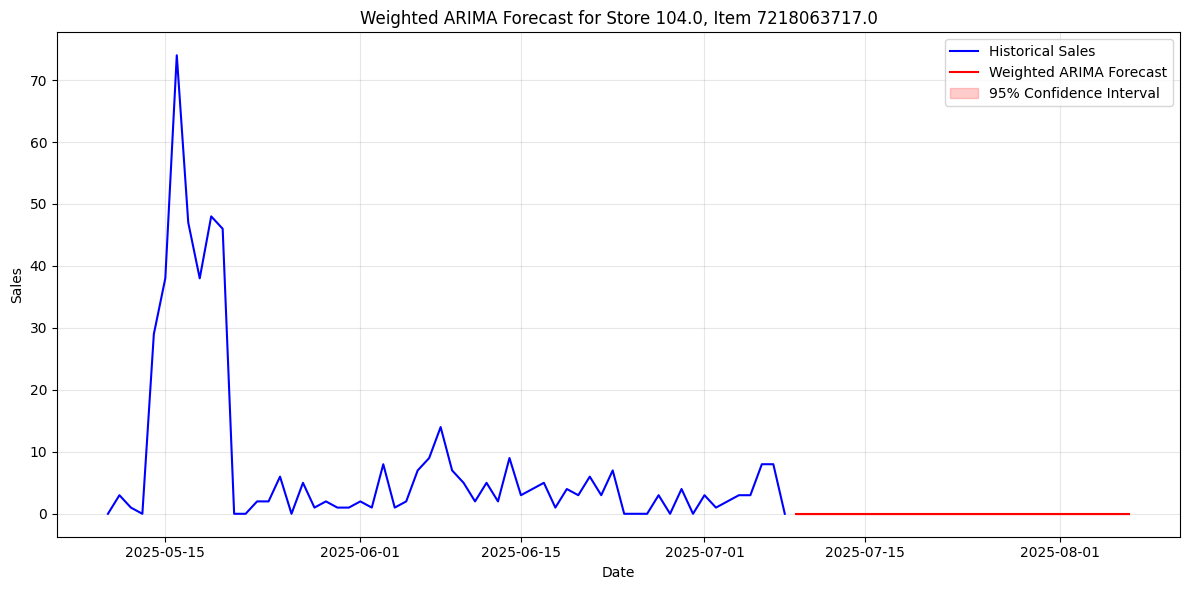 Weighted ARIMA Forecast for Store 104.0, Item 7218063717.0
Historical Sales
Weighted ARIMA Forecast
95% Confidence Interval
Sales
70
60
50
40
30
20
10
0
2025-05-15
2025-06-01
2025-06-15
2025-07-01
2025-07-15
2025-08-01
Date